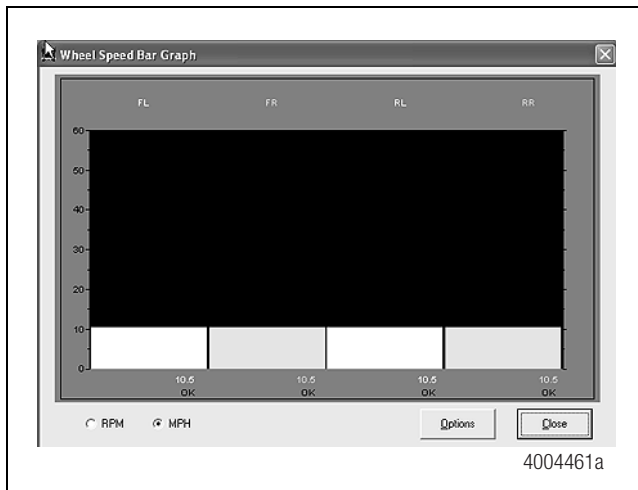 Wheel Speed Bar Graph
FL FR RL RR
60
50
40
30
20
10
0
10.5 10.5 10.5 10.5
OK OK OK OK
RPM MPH Options Close
4004461a